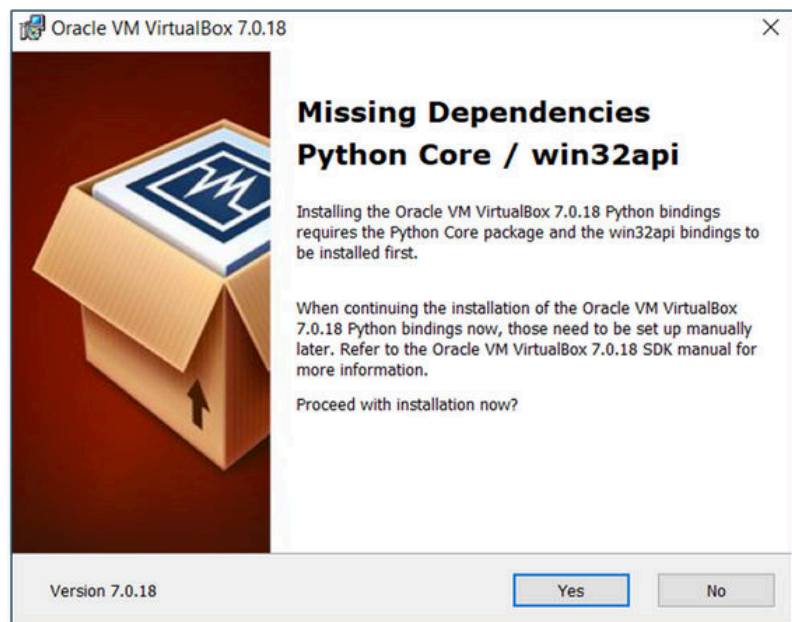 Oracle VM VirtualBox 7.0.18
Missing Dependencies
Python Core / win32api
Installing the Oracle VM VirtualBox 7.0.18 Python bindings
requires the Python Core package and the win32api bindings to
be installed first.
When continuing the installation of the Oracle VM VirtualBox
7.0.18 Python bindings now, those need to be set up manually
later. Refer to the Oracle VM VirtualBox 7.0.18 SDK manual for
more information.
Proceed with installation now?
Version 7.0.18
Yes
No